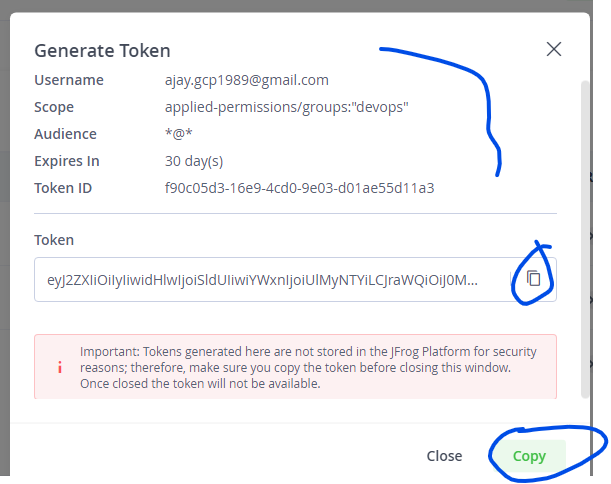 Generate Token
Username ajay.gcp1989@gmail.com
Scope applied-permissions/groups:"devops"
Audience *@*
Expires In 30 day(s)
Token ID f90c05d3-16e9-4cd0-9e03-d01ae55d11a3
Token
eyJ2ZXIiOiIyIiwidHlwIjoiSldUIiwiYWxnIjoiUlMyNTYiLCJraWQiOiJ0M...
Important: Tokens generated here are not stored in the JFrog Platform for security
reasons; therefore, make sure you copy the token before closing this window.
Once closed the token will not be available.
Close Copy